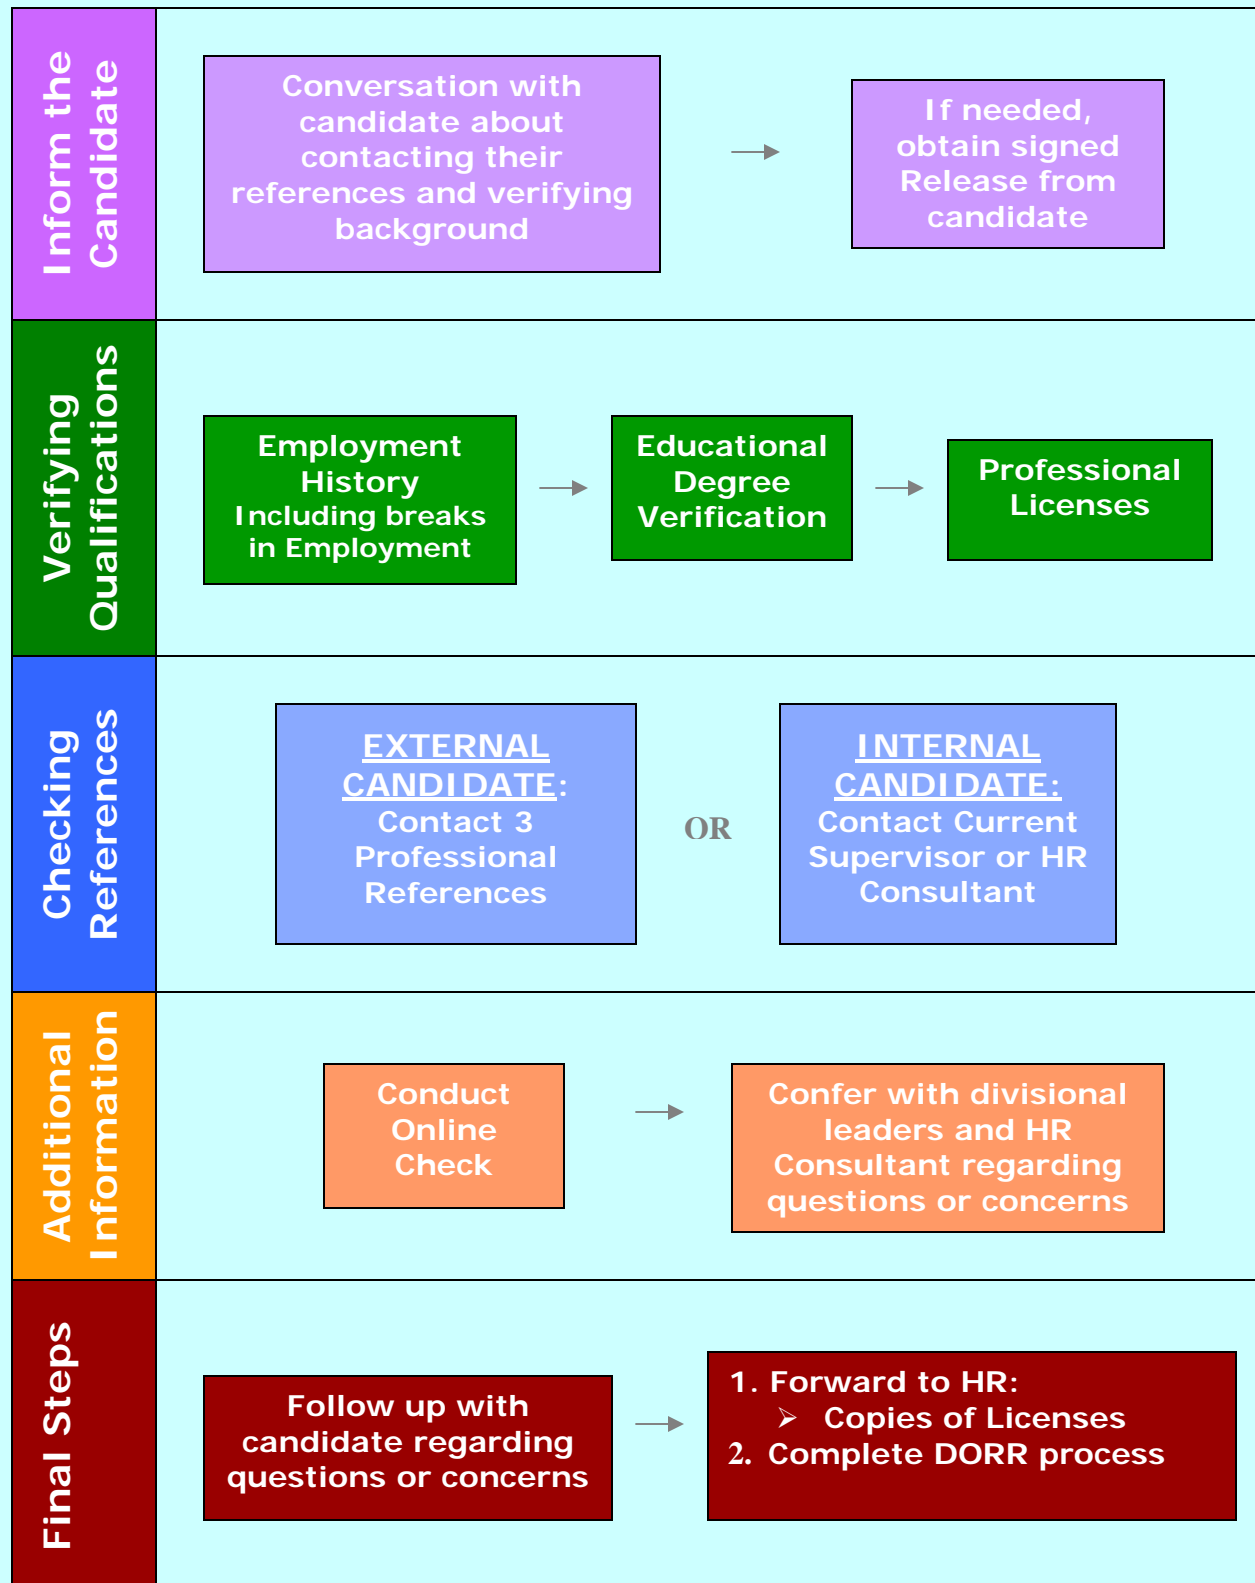 Inform the
Candidate
Conversation with
candidate about
contacting their
references and verifying
background
If needed,
obtain signed
Release from
candidate
Verifying
Qualifications
Employment
History
Including breaks
in Employment
Educational
Degree
Verification
Professional
Licenses
Checking
References
EXTERNAL
CANDIDATE:
Contact 3
Professional
References
OR
INTERNAL
CANDIDATE:
Contact Current
Supervisor or HR
Consultant
Additional
Information
Conduct
Online
Check
Confer with divisional
leaders and HR
Consultant regarding
questions or concerns
Final Steps
Follow up with
candidate regarding
questions or concerns
1. Forward to HR:
➢ Copies of Licenses
2. Complete DORR process